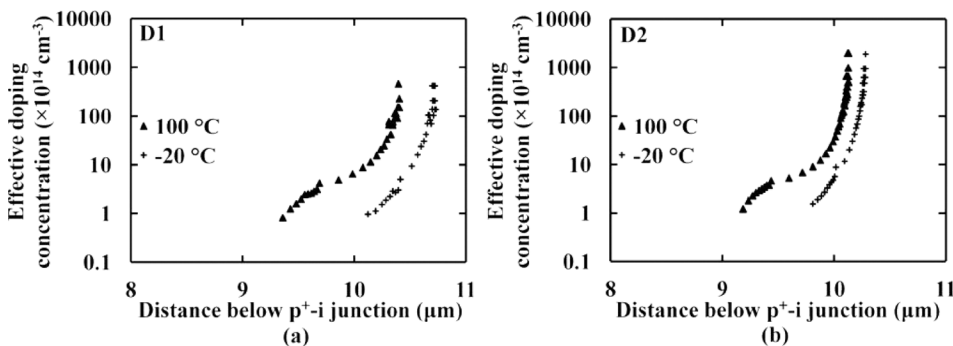 Effective doping
concentration (×10¹⁴ cm⁻³)
10000
1000
100
10
1
0.1
D1
100 °C
-20 °C
8
9
10
11
Distance below p⁺-i junction (μm)
(a)
Effective doping
concentration (×10¹⁴ cm⁻³)
10000
1000
100
10
1
0.1
D2
100 °C
-20 °C
8
9
10
11
Distance below p⁺-i junction (μm)
(b)